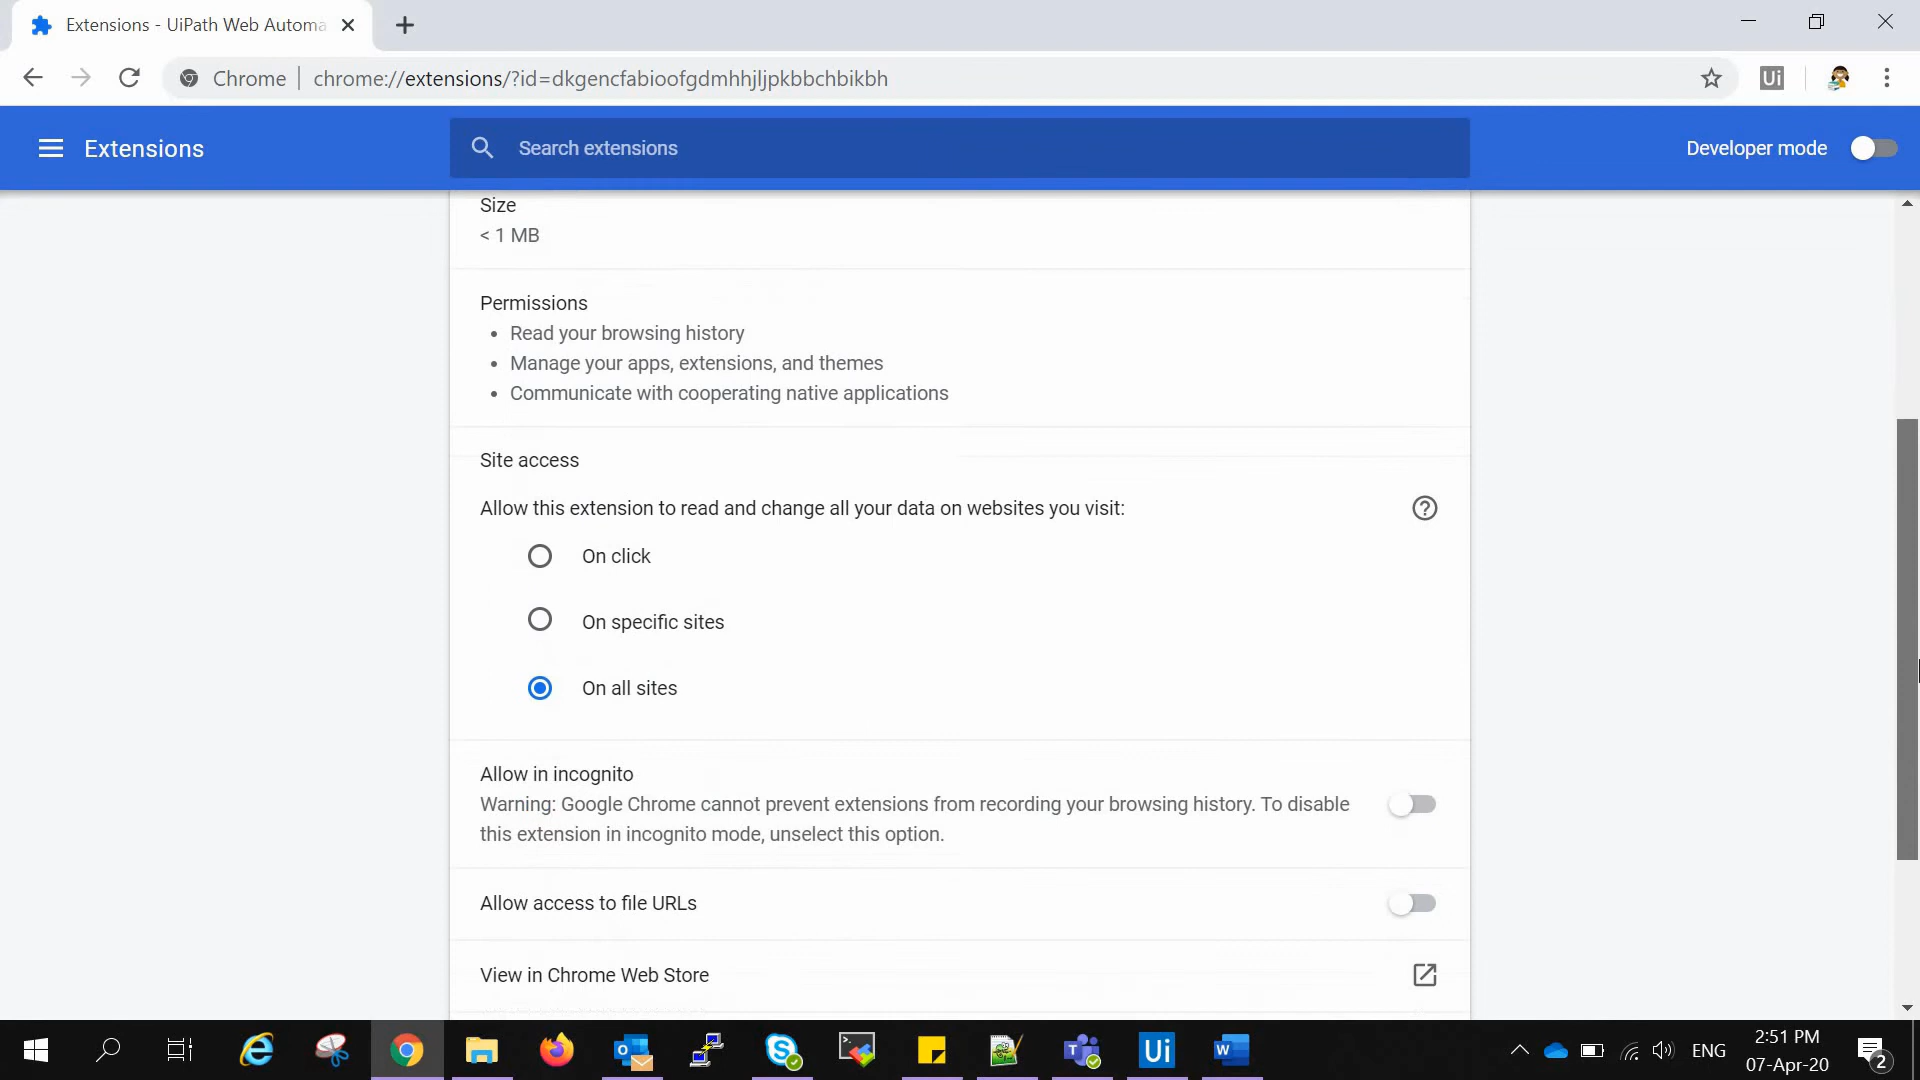 Extensions - UiPath Web Automa
Chrome
chrome://extensions/?id=dkgencfabioofgdmhhjljpkbbchbikbh
Ui
Extensions
Search extensions
Developer mode
Size
< 1 MB
Permissions
• Read your browsing history
• Manage your apps, extensions, and themes
• Communicate with cooperating native applications
Site access
Allow this extension to read and change all your data on websites you visit:
On click
On specific sites
On all sites
Allow in incognito
Warning: Google Chrome cannot prevent extensions from recording your browsing history. To disable
this extension in incognito mode, unselect this option.
Allow access to file URLs
View in Chrome Web Store
Ui
ENG
2:51 PM
07-Apr-20
2